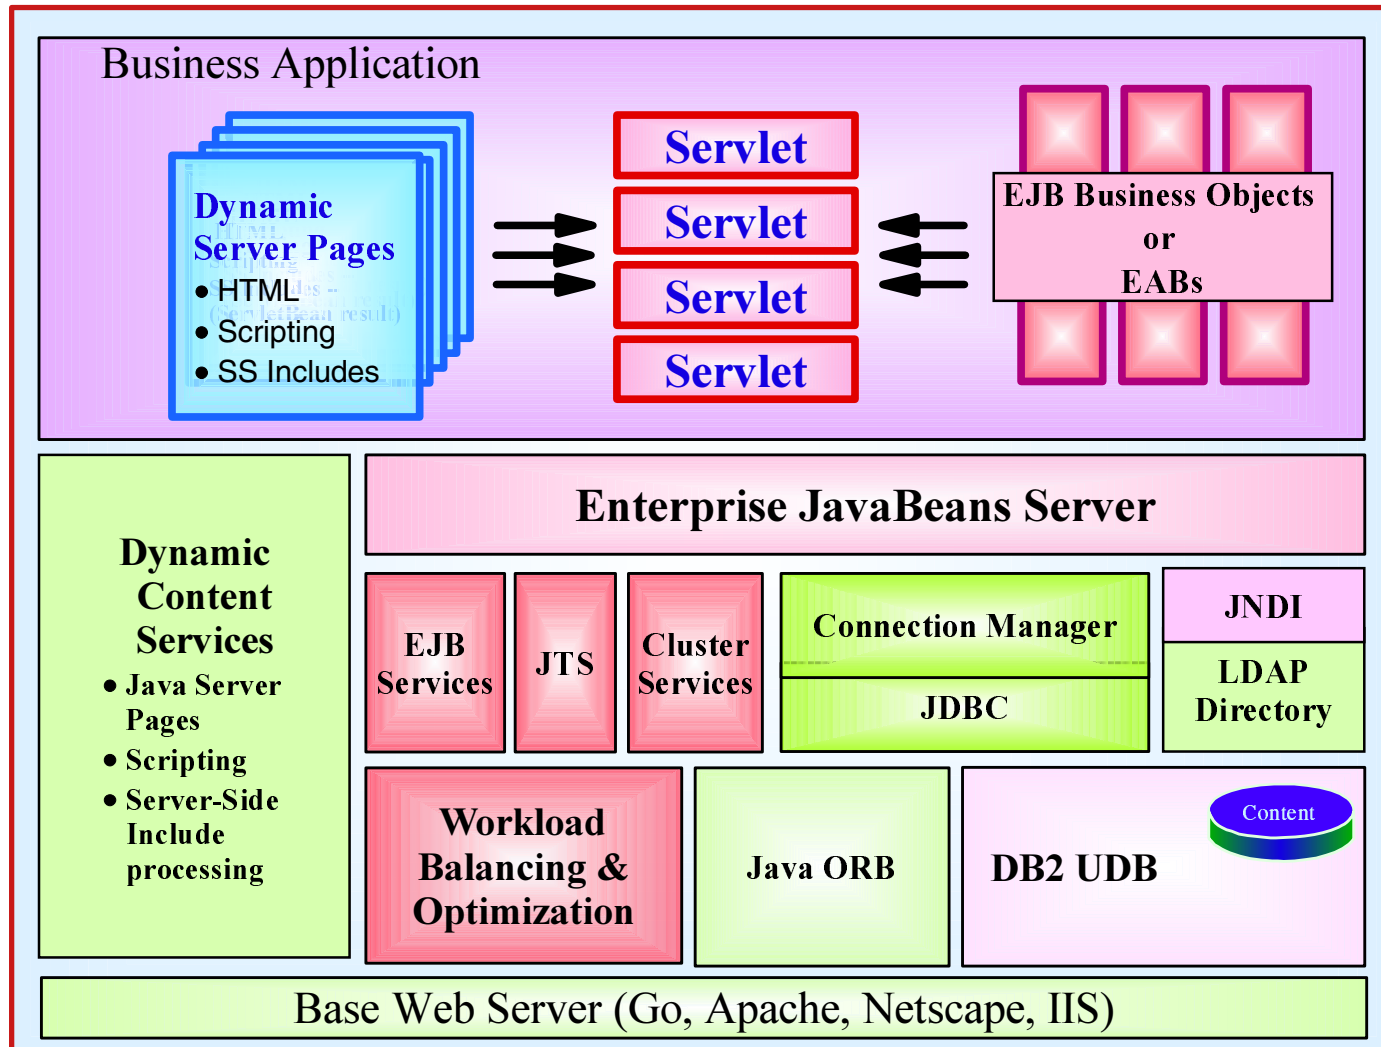 Business Application
Dynamic
Server Pages
• HTML
• Scripting
• SS Includes
Servlet
Servlet
Servlet
Servlet
EJB Business Objects
or
EABs
Dynamic
Content
Services
• Java Server
Pages
• Scripting
• Server-Side
Include
processing
Enterprise JavaBeans Server
EJB
Services
JTS
Cluster
Services
Connection Manager
JDBC
JNDI
LDAP
Directory
Workload
Balancing &
Optimization
Java ORB
DB2 UDB
Content
Base Web Server (Go, Apache, Netscape, IIS)